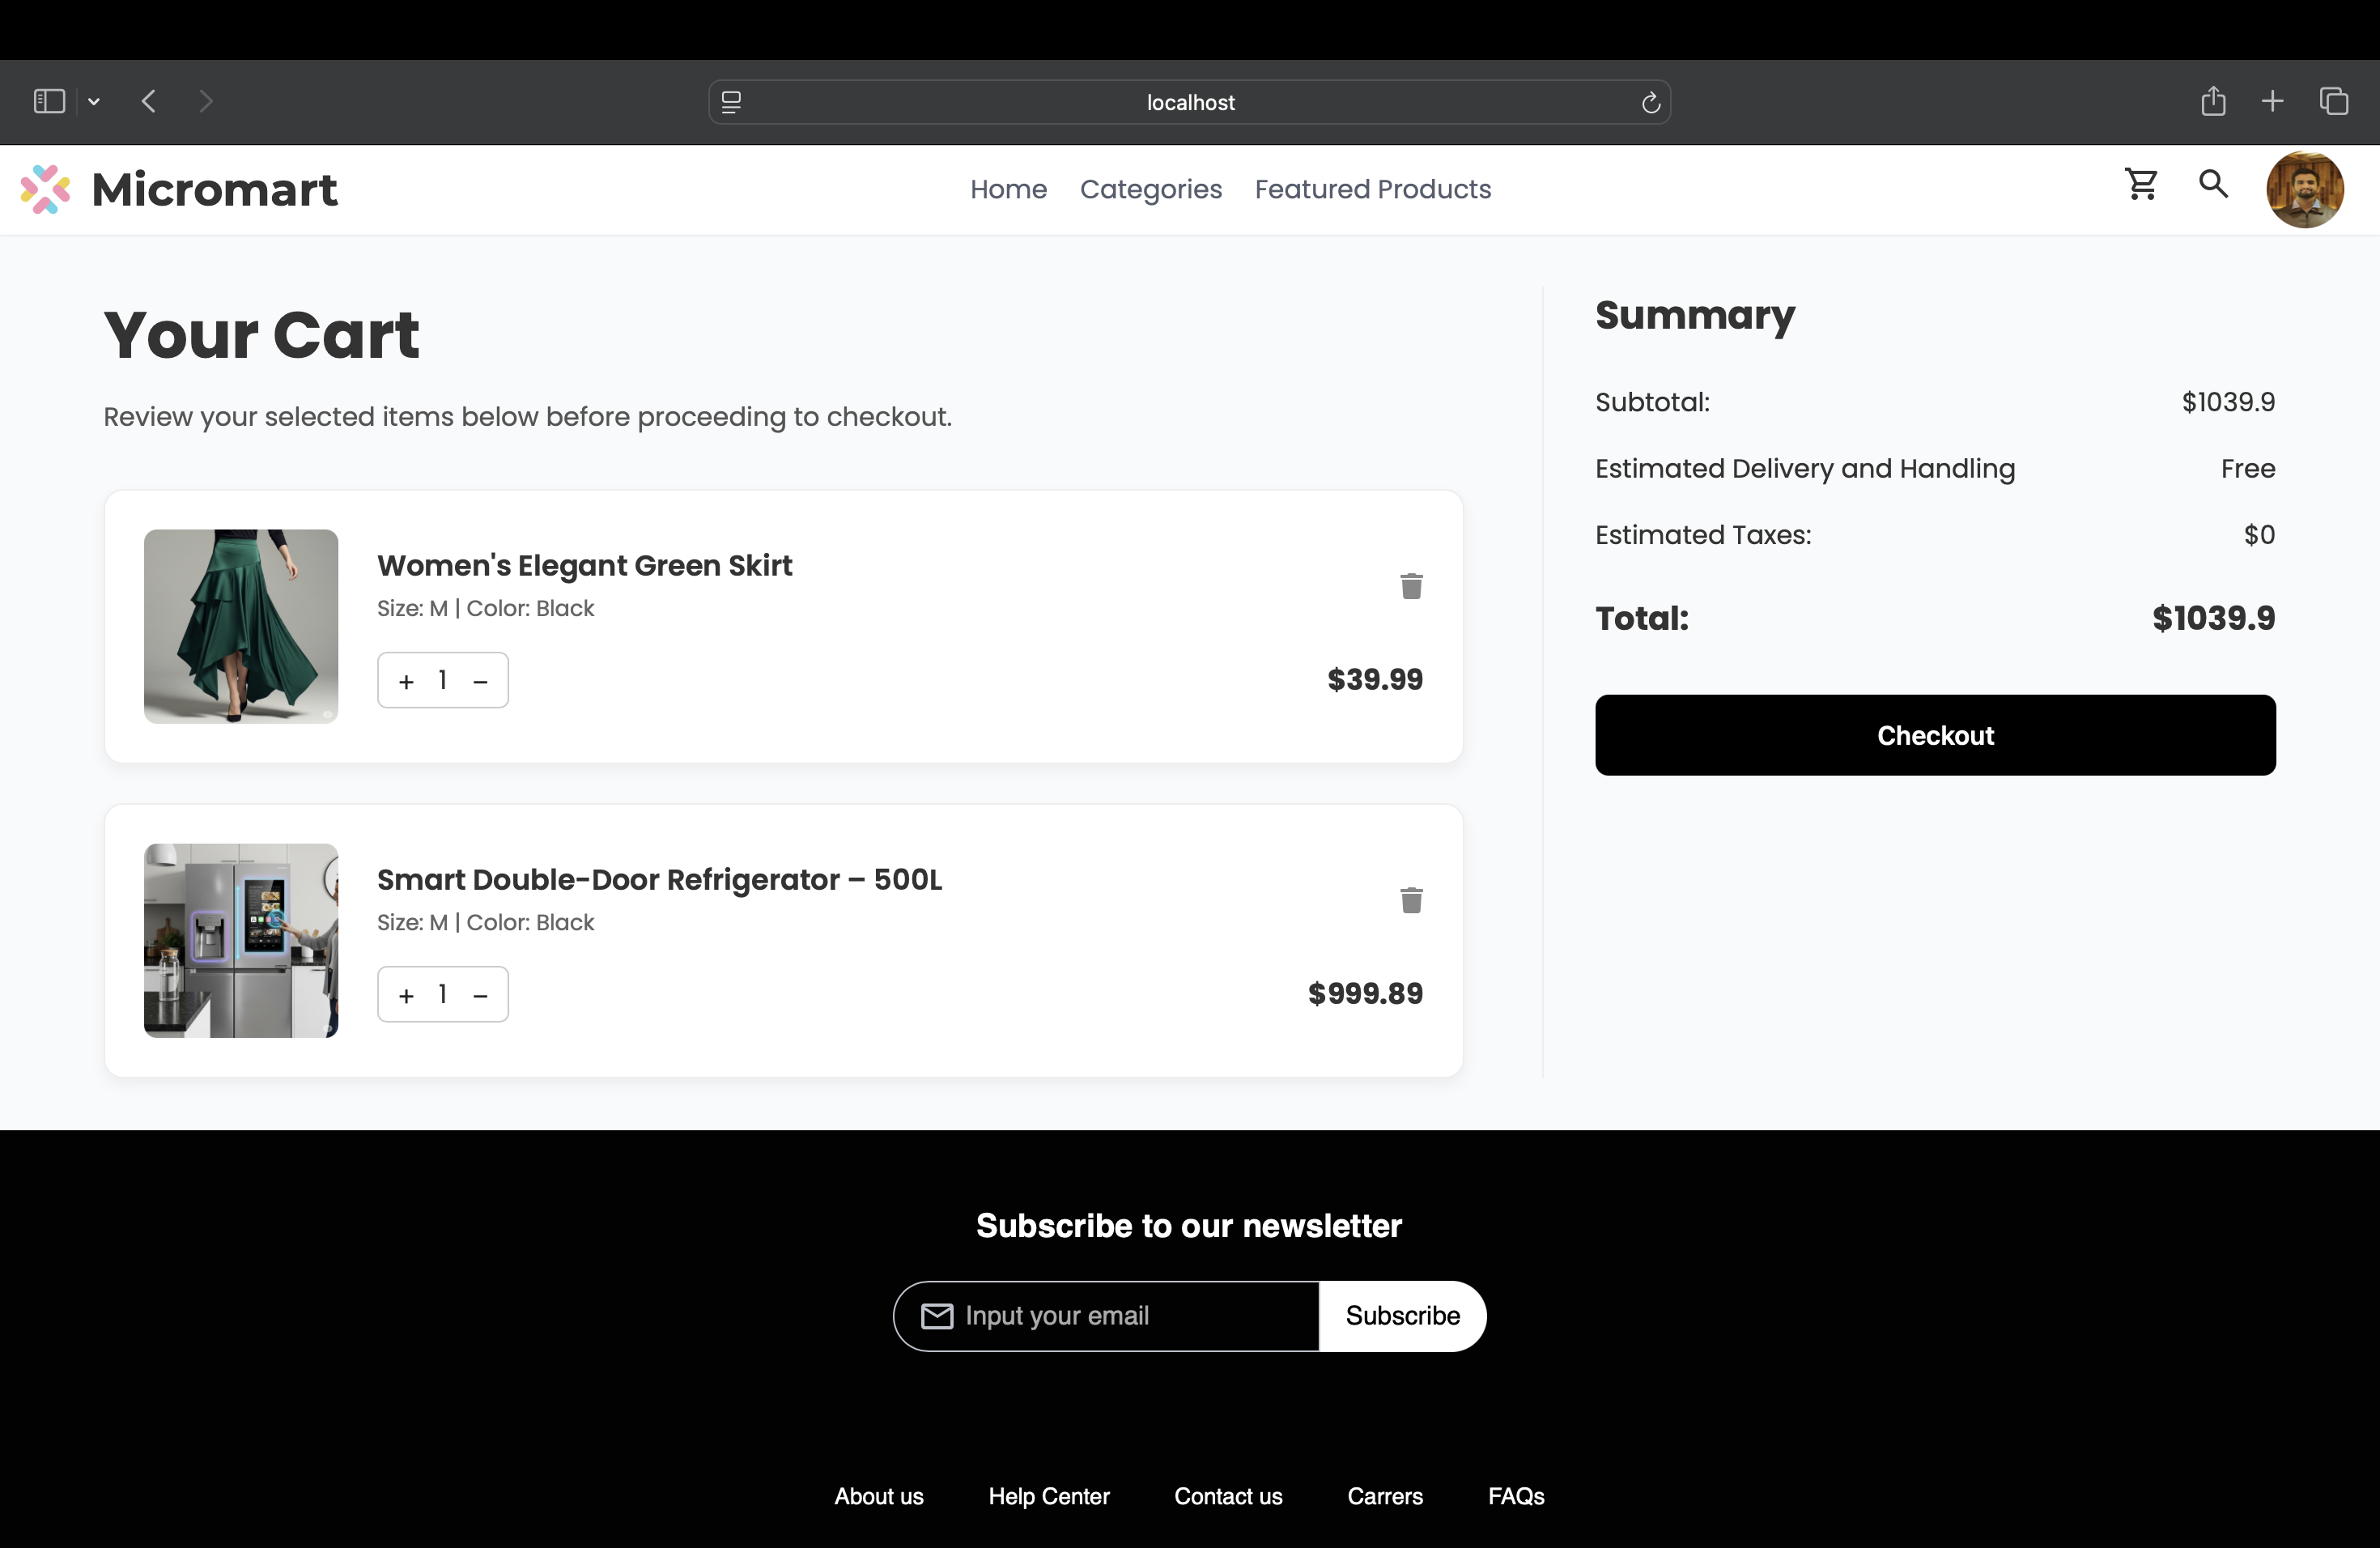 localhost
Micromart
Home Categories Featured Products
Your Cart
Review your selected items below before proceeding to checkout.
Women's Elegant Green Skirt
Size: M | Color: Black
+ 1 −
$39.99
Smart Double-Door Refrigerator – 500L
Size: M | Color: Black
+ 1 −
$999.89
Summary
Subtotal: $1039.9
Estimated Delivery and Handling Free
Estimated Taxes: $0
Total: $1039.9
Checkout
Subscribe to our newsletter
Input your email Subscribe
About us Help Center Contact us Carrers FAQs